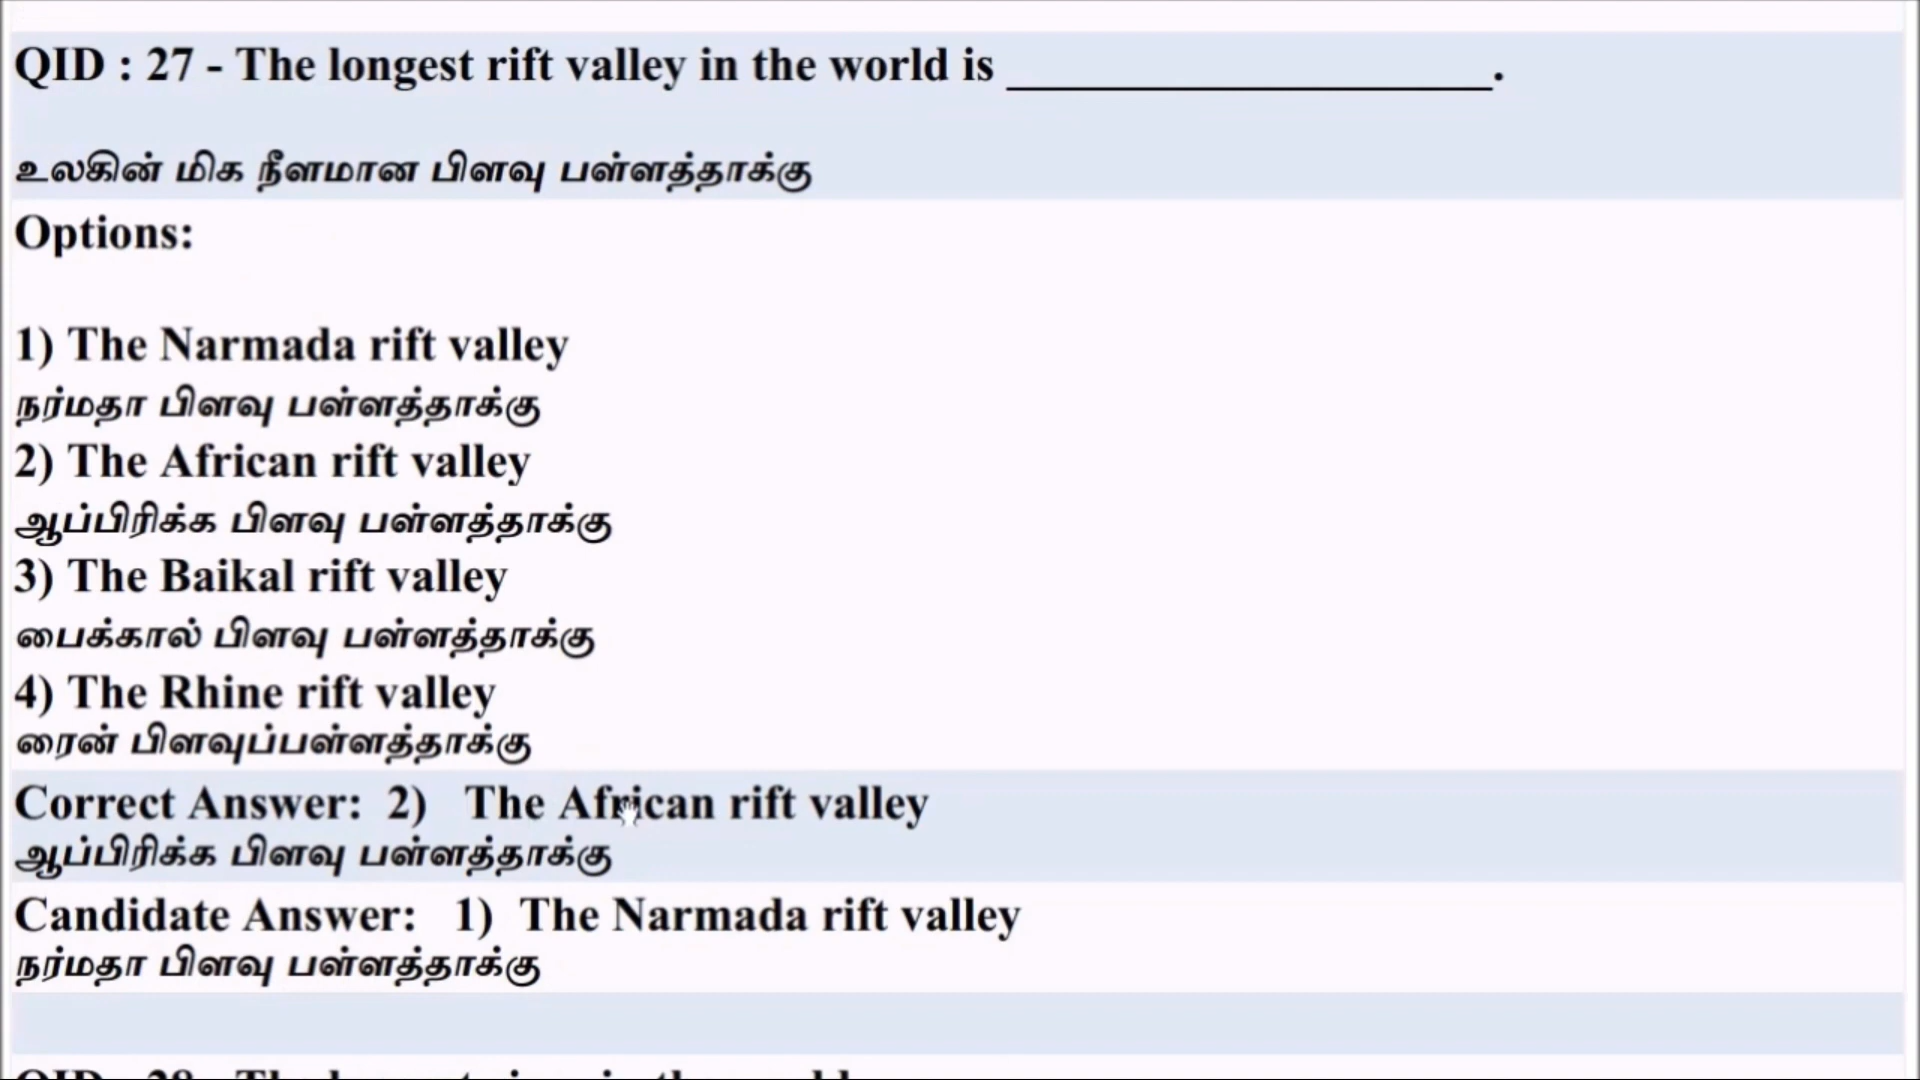 QID : 27 - The longest rift valley in the world is ____________________.
உலகின் மிக நீளமான பிளவு பள்ளத்தாக்கு
Options:
1) The Narmada rift valley
நர்மதா பிளவு பள்ளத்தாக்கு
2) The African rift valley
ஆப்பிரிக்க பிளவு பள்ளத்தாக்கு
3) The Baikal rift valley
பைக்கால் பிளவு பள்ளத்தாக்கு
4) The Rhine rift valley
ரைன் பிளவுப்பள்ளத்தாக்கு
Correct Answer: 2) The African rift valley
ஆப்பிரிக்க பிளவு பள்ளத்தாக்கு
Candidate Answer: 1) The Narmada rift valley
நர்மதா பிளவு பள்ளத்தாக்கு